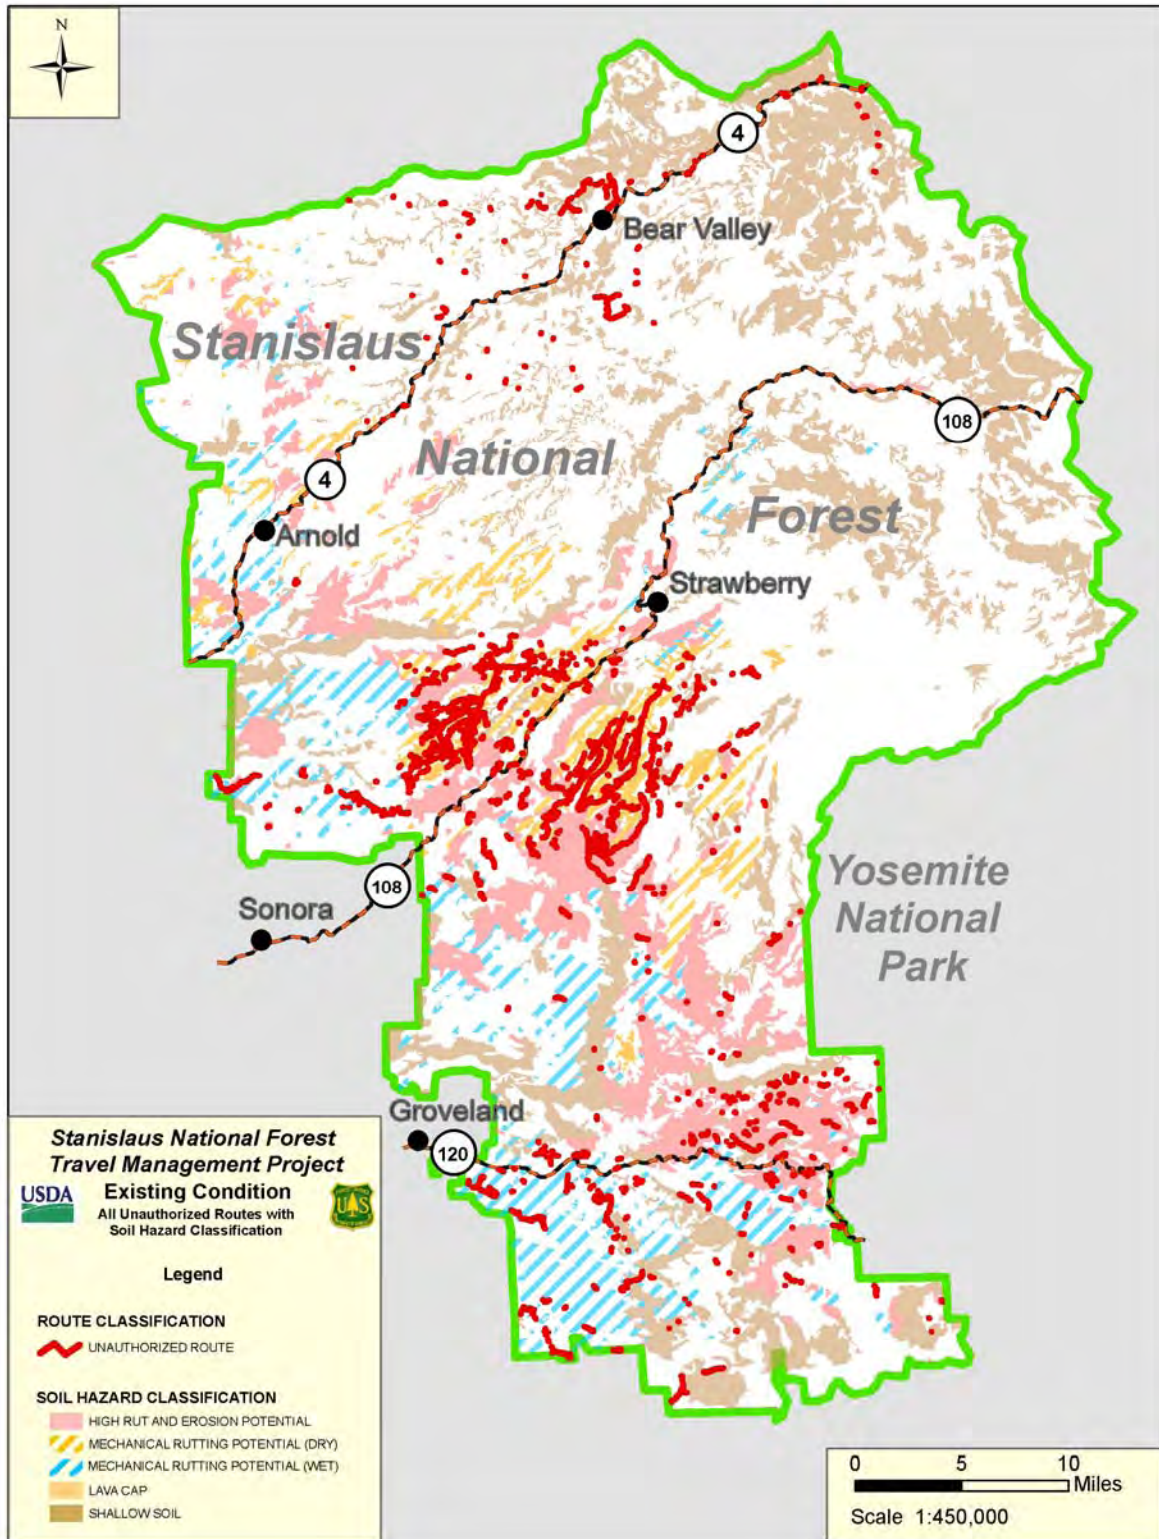 N
4
Bear Valley
Stanislaus
108
National
4
Forest
Arnold
Strawberry
Yosemite
National
Park
108
Sonora
Groveland
120
Stanislaus National Forest
Travel Management Project
USDA
Existing Condition
All Unauthorized Routes with
Soil Hazard Classification
UAS
Legend
ROUTE CLASSIFICATION
UNAUTHORIZED ROUTE
SOIL HAZARD CLASSIFICATION
HIGH RUT AND EROSION POTENTIAL
MECHANICAL RUTTING POTENTIAL (DRY)
MECHANICAL RUTTING POTENTIAL (WET)
LAVA CAP
SHALLOW SOIL
0 5 10
Miles
Scale 1:450,000